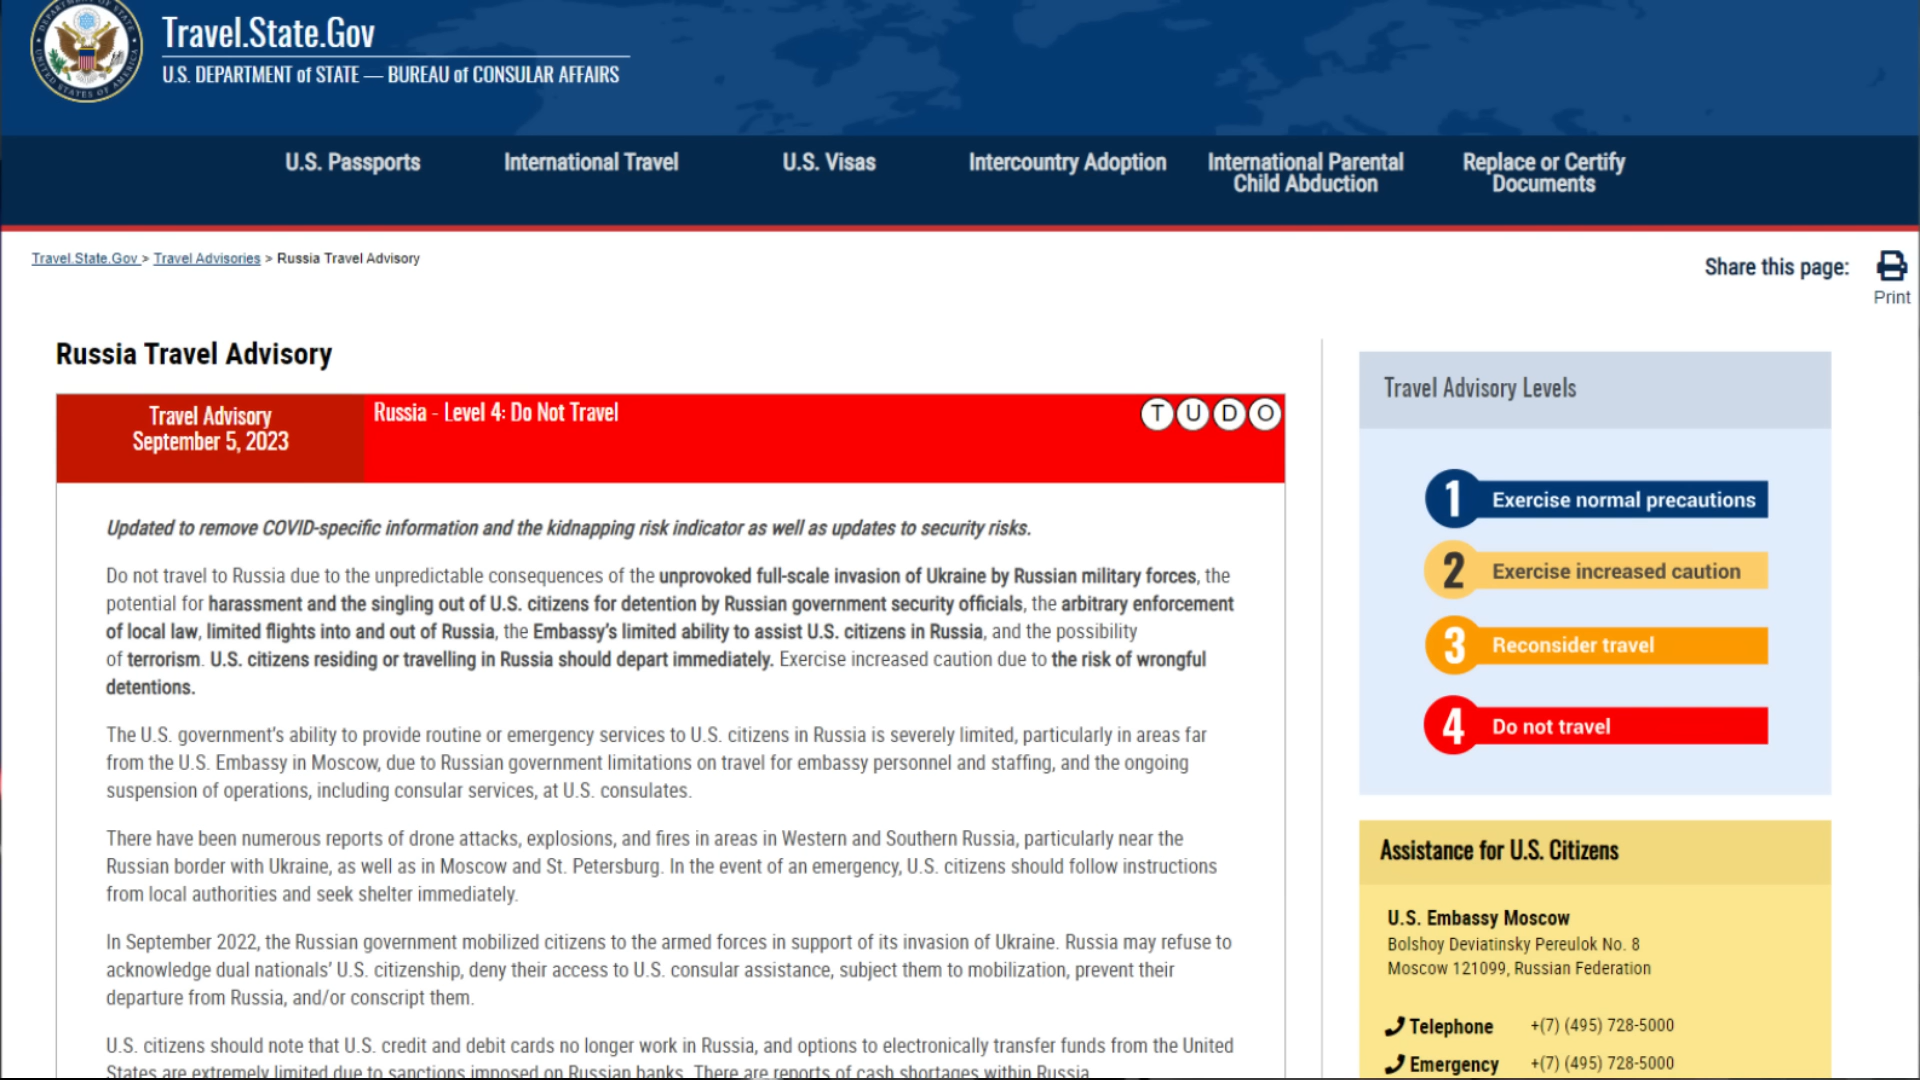 Travel.State.Gov
U.S. DEPARTMENT of STATE — BUREAU of CONSULAR AFFAIRS
U.S. Passports
International Travel
U.S. Visas
Intercountry Adoption
International Parental
Child Abduction
Replace or Certify
Documents
Travel.State.Gov > Travel Advisories > Russia Travel Advisory
Share this page:
Print
Russia Travel Advisory
Travel Advisory
September 5, 2023
Russia - Level 4: Do Not Travel
T U D O
Updated to remove COVID-specific information and the kidnapping risk indicator as well as updates to security risks.
Do not travel to Russia due to the unpredictable consequences of the unprovoked full-scale invasion of Ukraine by Russian military forces, the
potential for harassment and the singling out of U.S. citizens for detention by Russian government security officials, the arbitrary enforcement
of local law, limited flights into and out of Russia, the Embassy's limited ability to assist U.S. citizens in Russia, and the possibility
of terrorism. U.S. citizens residing or travelling in Russia should depart immediately. Exercise increased caution due to the risk of wrongful
detentions.
The U.S. government's ability to provide routine or emergency services to U.S. citizens in Russia is severely limited, particularly in areas far
from the U.S. Embassy in Moscow, due to Russian government limitations on travel for embassy personnel and staffing, and the ongoing
suspension of operations, including consular services, at U.S. consulates.
There have been numerous reports of drone attacks, explosions, and fires in areas in Western and Southern Russia, particularly near the
Russian border with Ukraine, as well as in Moscow and St. Petersburg. In the event of an emergency, U.S. citizens should follow instructions
from local authorities and seek shelter immediately.
In September 2022, the Russian government mobilized citizens to the armed forces in support of its invasion of Ukraine. Russia may refuse to
acknowledge dual nationals' U.S. citizenship, deny their access to U.S. consular assistance, subject them to mobilization, prevent their
departure from Russia, and/or conscript them.
U.S. citizens should note that U.S. credit and debit cards no longer work in Russia, and options to electronically transfer funds from the United
States are extremely limited due to sanctions imposed on Russian banks. There are reports of cash shortages within Russia.
Travel Advisory Levels
1 Exercise normal precautions
2 Exercise increased caution
3 Reconsider travel
4 Do not travel
Assistance for U.S. Citizens
U.S. Embassy Moscow
Bolshoy Deviatinsky Pereulok No. 8
Moscow 121099, Russian Federation
Telephone +(7) (495) 728-5000
Emergency +(7) (495) 728-5000